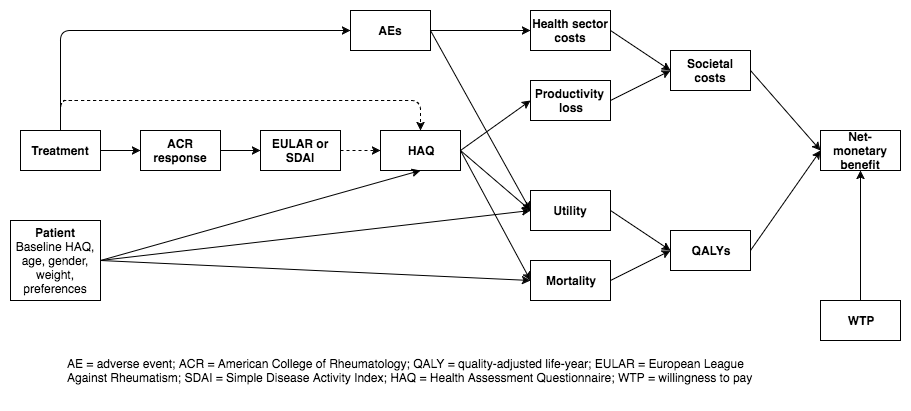 AEs
Health sector
costs
Societal
costs
Productivity
loss
Treatment
ACR
response
EULAR or
SDAI
HAQ
Net-
monetary
benefit
Patient
Baseline HAQ,
age, gender,
weight,
preferences
Utility
QALYs
Mortality
WTP
AE = adverse event; ACR = American College of Rheumatology; QALY = quality-adjusted life-year; EULAR = European League
Against Rheumatism; SDAI = Simple Disease Activity Index; HAQ = Health Assessment Questionnaire; WTP = willingness to pay